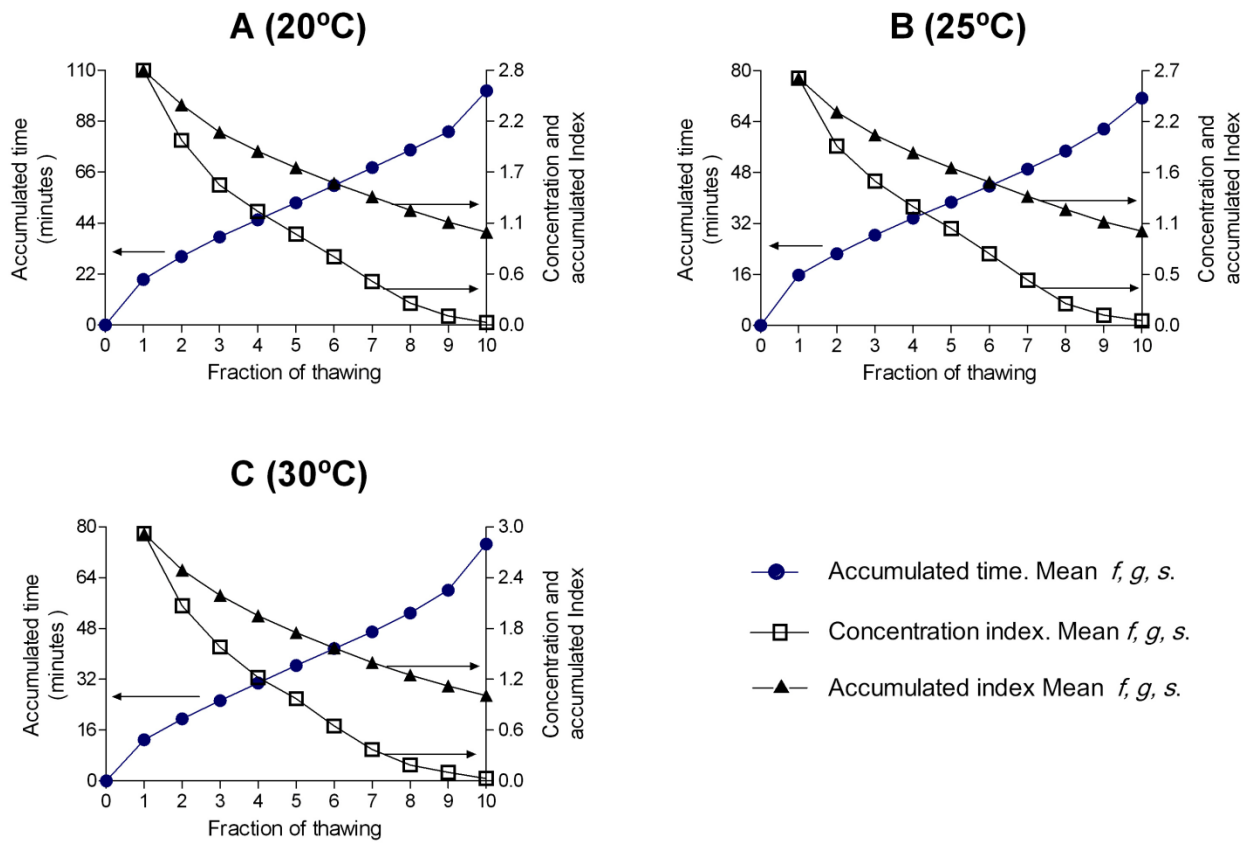 A (20ºC)
110
88
66
44
22
0
Accumulated time
(minutes )
2.8
2.2
1.7
1.1
0.6
0.0
Concentration and
accumulated Index
0 1 2 3 4 5 6 7 8 9 10
Fraction of thawing
B (25ºC)
80
64
48
32
16
0
Accumulated time
(minutes )
2.7
2.2
1.6
1.1
0.5
0.0
Concentration and
accumulated Index
0 1 2 3 4 5 6 7 8 9 10
Fraction of thawing
C (30ºC)
80
64
48
32
16
0
Accumulated time
(minutes )
3.0
2.4
1.8
1.2
0.6
0.0
Concentration and
accumulated Index
0 1 2 3 4 5 6 7 8 9 10
Fraction of thawing
Accumulated time. Mean f, g, s.
Concentration index. Mean f, g, s.
Accumulated index Mean f, g, s.